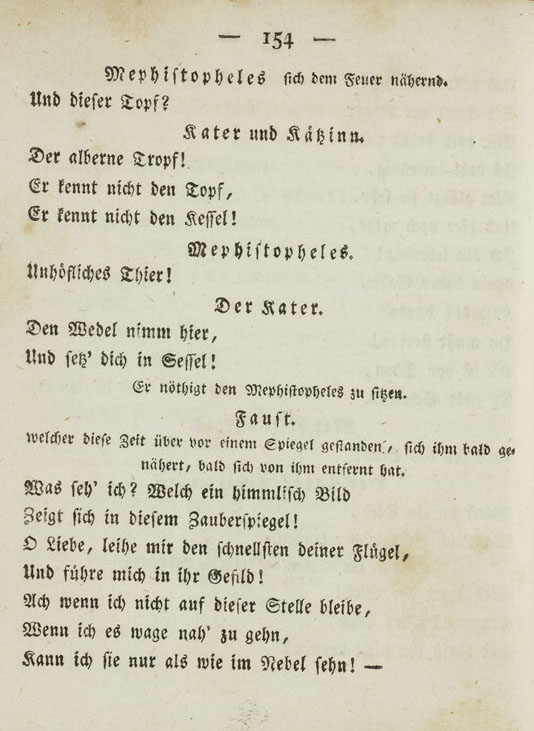 — 154 —
Mephistopheles sich dem Feuer nähernd.
Und dieser Topf?
Kater und Kätzinn.
Der alberne Tropf!
Er kennt nicht den Topf,
Er kennt nicht den Kessel!
Mephistopheles.
Unhöfliches Thier!
Der Kater.
Den Wedel nimm hier,
Und setz' dich in Sessel!
Er nöthigt den Mephistopheles zu sitzen.
Faust.
welcher diese Zeit über vor einem Spiegel gestanden, sich ihm bald ge-
nähert, bald sich von ihm entfernt hat.
Was seh' ich? Welch ein himmlisch Bild
Zeigt sich in diesem Zauberspiegel!
O Liebe, leihe mir den schnellsten deiner Flügel,
Und führe mich in ihr Gefild!
Ach wenn ich nicht auf dieser Stelle bleibe,
Wenn ich es wage nah' zu gehn,
Kann ich sie nur als wie im Nebel sehn! —